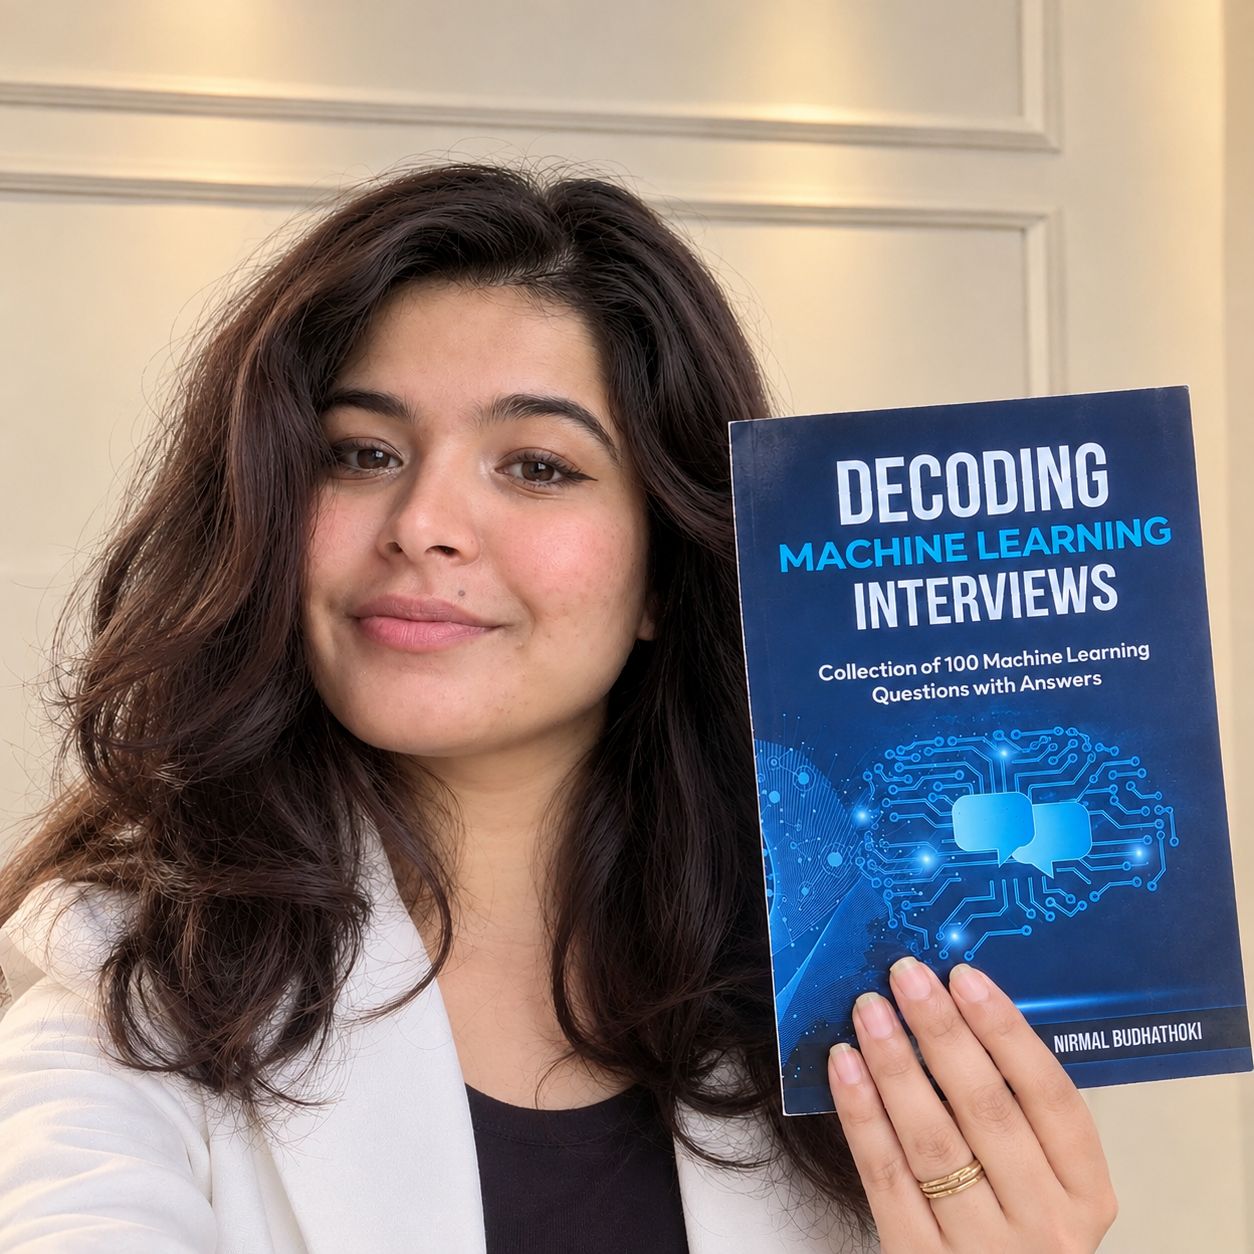 DECODING
MACHINE LEARNING
INTERVIEWS
Collection of 100 Machine Learning
Questions with Answers
NIRMAL BUDHATHOKI